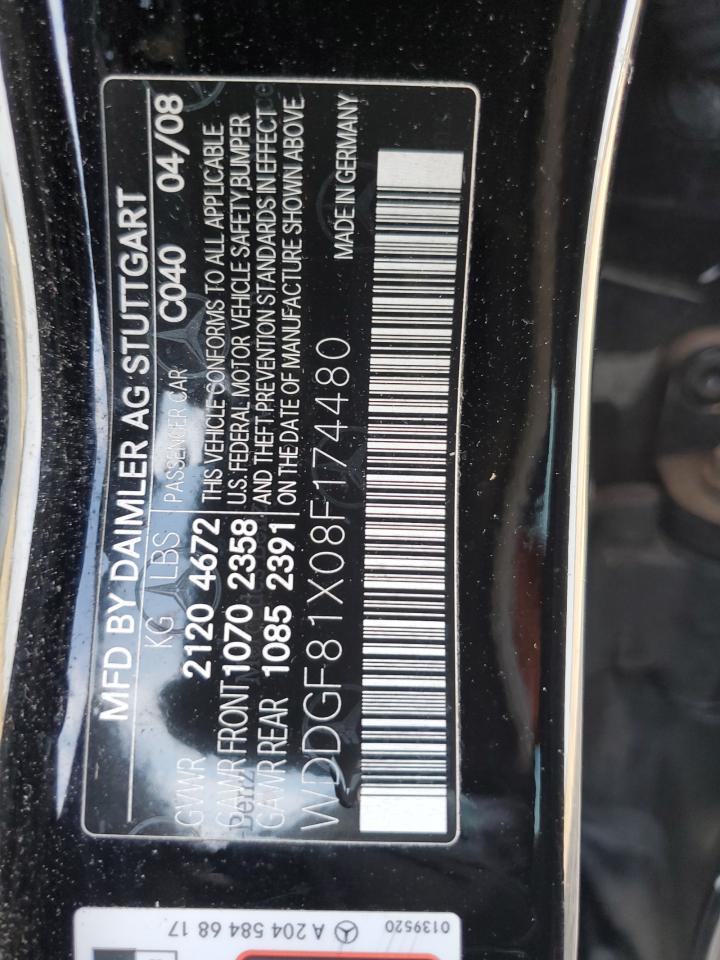 MFD BY DAIMLER AG STUTTGART
KG LBS PASSENGER CAR C040 04/08
GVWR 2120 4672 THIS VEHICLE CONFORMS TO ALL APPLICABLE
GAWR FRONT 1070 2358 U.S. FEDERAL MOTOR VEHICLE SAFETY, BUMPER
GAWR REAR 1085 2391 AND THEFT PREVENTION STANDARDS IN EFFECT
ON THE DATE OF MANUFACTURE SHOWN ABOVE
WDDGF81X08F174480 MADE IN GERMANY
A 204 584 68 17
0139520